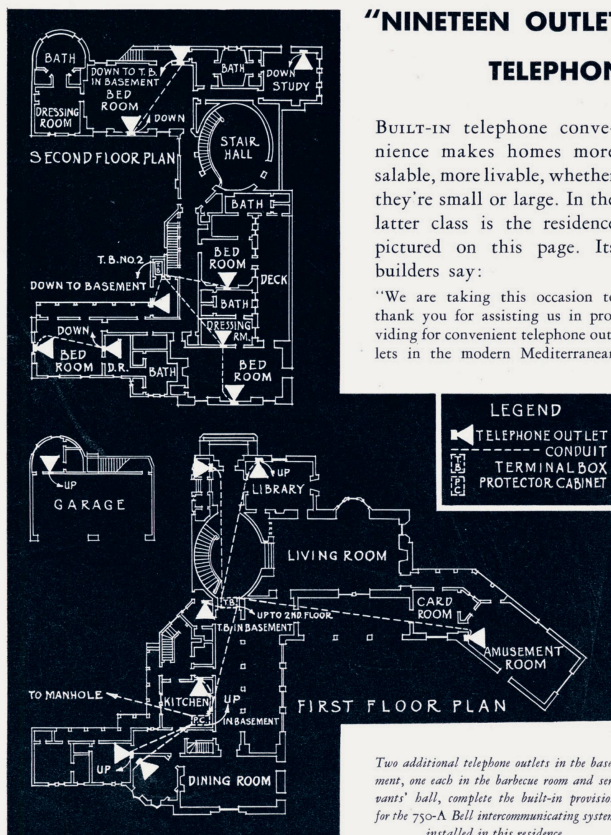 "NINETEEN OUTLET
TELEPHON
BUILT-IN telephone conve-
nience makes homes more
salable, more livable, whether
they're small or large. In the
latter class is the residence
pictured on this page. Its
builders say:
"We are taking this occasion to
thank you for assisting us in pro-
viding for convenient telephone out-
lets in the modern Mediterranean
BATH
DOWN TO T.B.
IN BASEMENT
BED
ROOM
BATH
DOWN
STUDY
DRESSING
ROOM
DOWN
SECOND FLOOR PLAN
STAIR
HALL
BATH
T.B. NO.2
BED
ROOM
DECK
DOWN TO BASEMENT
BATH
DRESSING
RM.
DOWN
BED
ROOM
D.R.
BATH
BED
ROOM
LEGEND
TELEPHONE OUTLET
CONDUIT
T
B
TERMINAL BOX
P
C
PROTECTOR CABINET
UP
GARAGE
UP
LIBRARY
LIVING ROOM
T.B.
UP TO 2ND. FLOOR
T.B. IN BASEMENT
CARD
ROOM
AMUSEMENT
ROOM
TO MANHOLE
KITCHEN
UP
P.C.
IN BASEMENT
FIRST FLOOR PLAN
UP
DINING ROOM
Two additional telephone outlets in the base-
ment, one each in the barbecue room and ser-
vants' hall, complete the built-in provision
for the 750-A Bell intercommunicating system
installed in this residence